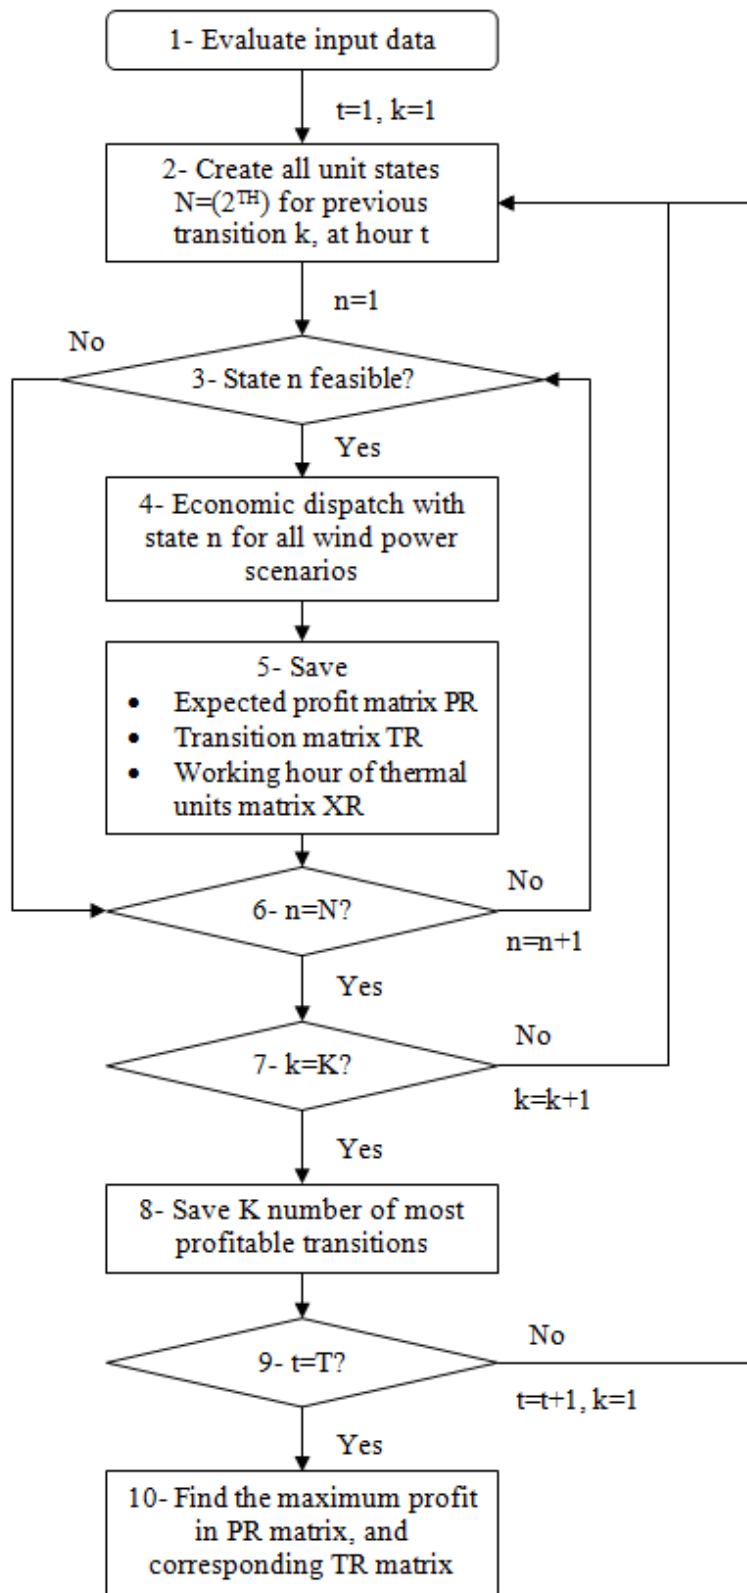 1- Evaluate input data
t=1, k=1
2- Create all unit states
N=(2ᵀᴴ) for previous
transition k, at hour t
n=1
No
3- State n feasible?
Yes
4- Economic dispatch with
state n for all wind power
scenarios
5- Save
• Expected profit matrix PR
• Transition matrix TR
• Working hour of thermal
units matrix XR
No
6- n=N?
n=n+1
Yes
No
7- k=K?
k=k+1
Yes
8- Save K number of most
profitable transitions
No
9- t=T?
t=t+1, k=1
Yes
10- Find the maximum profit
in PR matrix, and
corresponding TR matrix